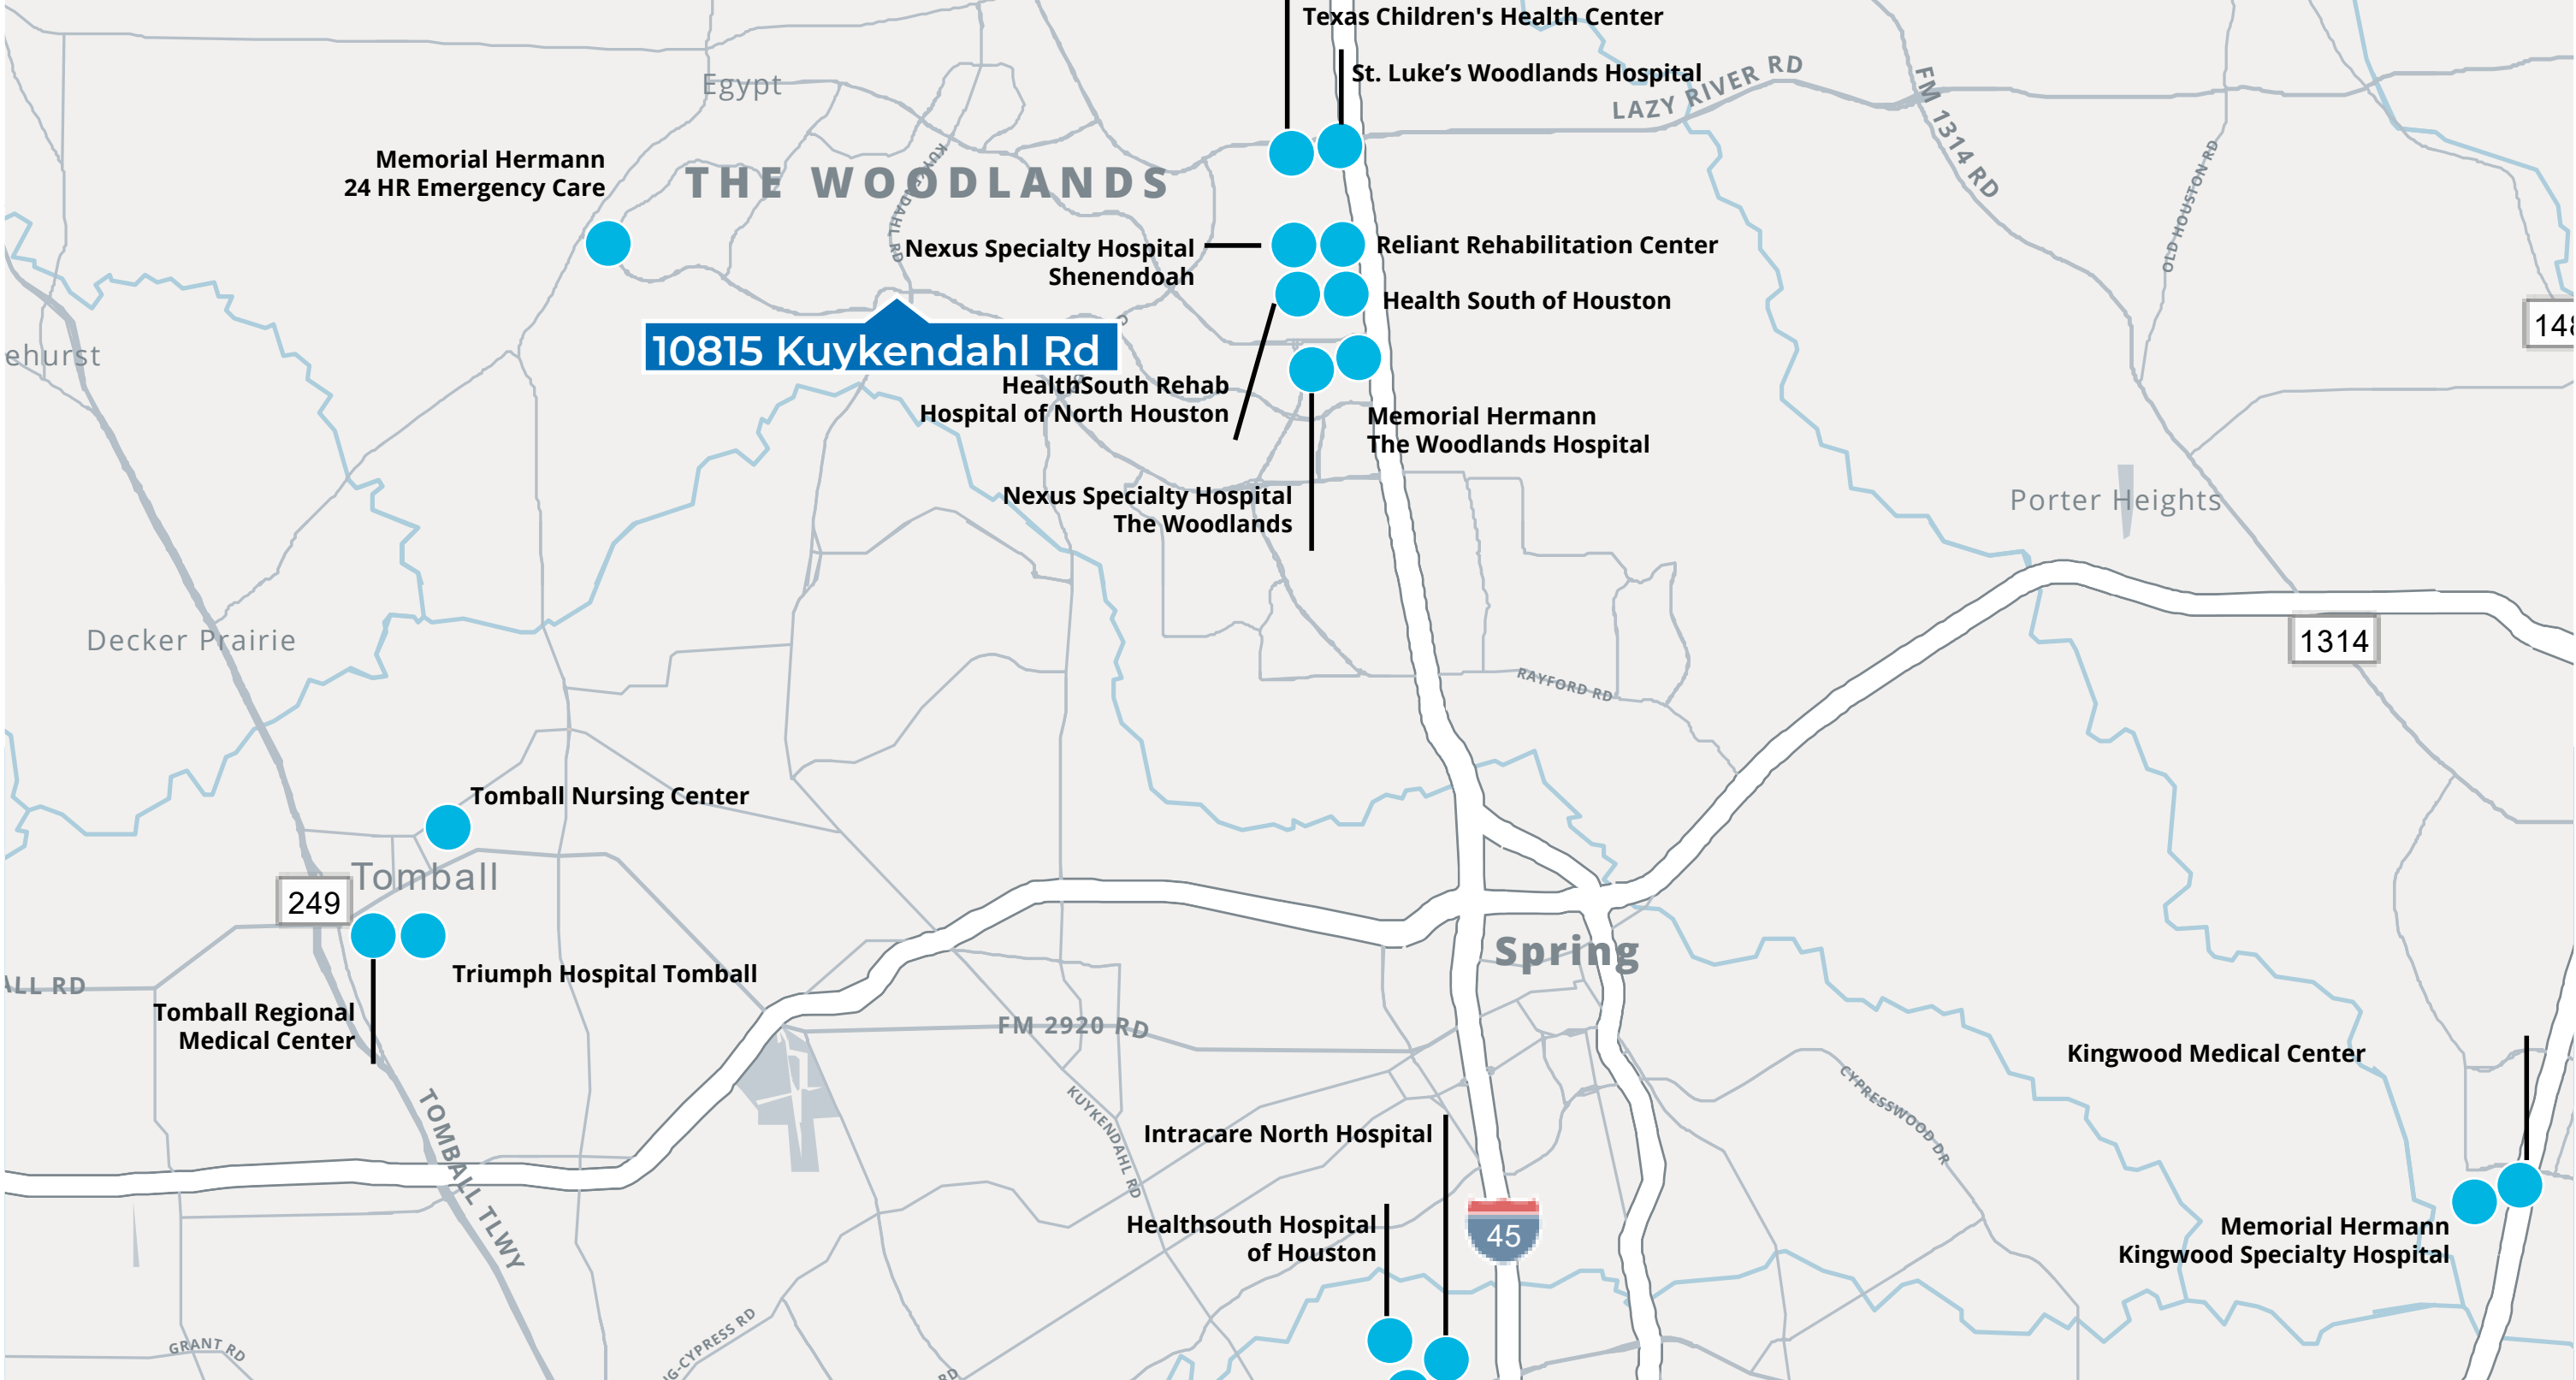 Texas Children's Health Center
St. Luke's Woodlands Hospital
LAZY RIVER RD
FM 1314 RD
Egypt
Memorial Hermann
24 HR Emergency Care
THE WOODLANDS
KUYKENDAHL RD
OLD HOUSTON RD
Nexus Specialty Hospital
Shenendoah
Reliant Rehabilitation Center
Health South of Houston
10815 Kuykendahl Rd
HealthSouth Rehab
Hospital of North Houston
Memorial Hermann
The Woodlands Hospital
Nexus Specialty Hospital
The Woodlands
Porter Heights
Decker Prairie
1314
RAYFORD RD
Tomball Nursing Center
Tomball
249
Spring
Triumph Hospital Tomball
Tomball Regional
Medical Center
FM 2920 RD
Kingwood Medical Center
KUYKENDAHL RD
CYPRESSWOOD DR
TOMBALL TLWY
Intracare North Hospital
Healthsouth Hospital
of Houston
45
Memorial Hermann
Kingwood Specialty Hospital
GRANT RD
G-CYPRESS RD
RD